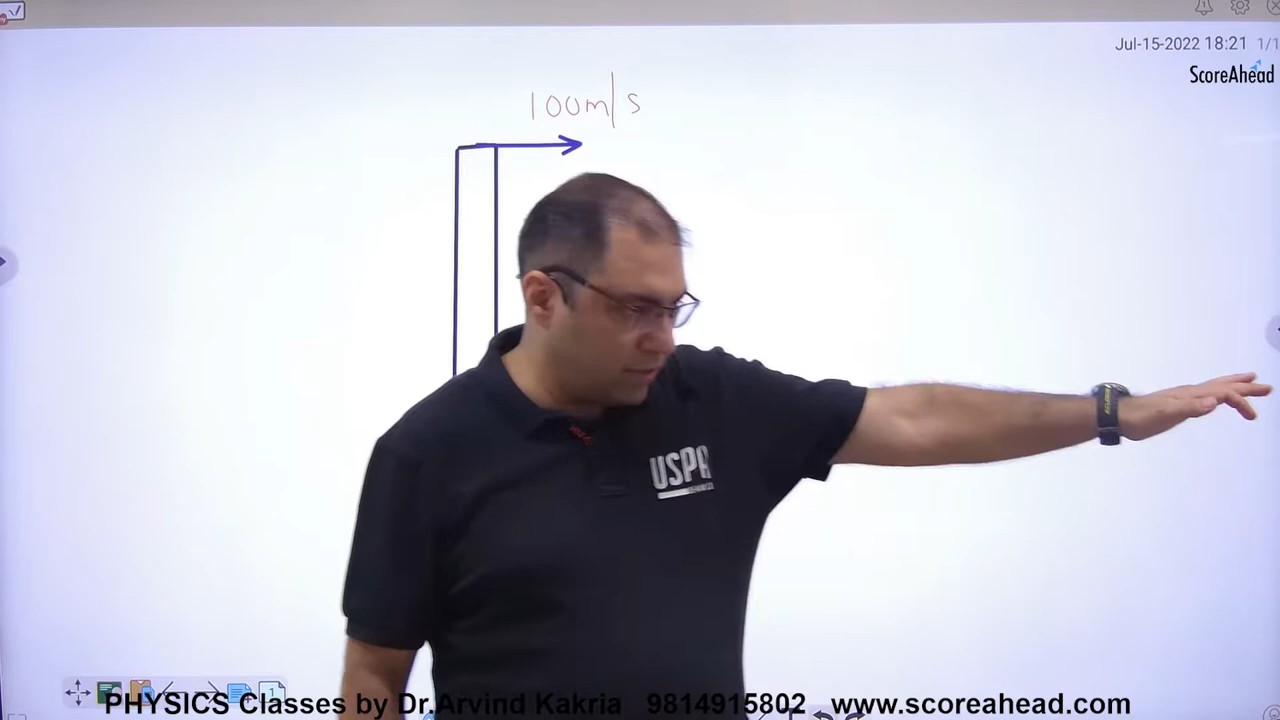 Jul-15-2022 18:21 1/1
ScoreAhead
100m/s
USPA
PHYSICS Classes by Dr.Arvind Kakria 9814915802 www.scoreahead.com